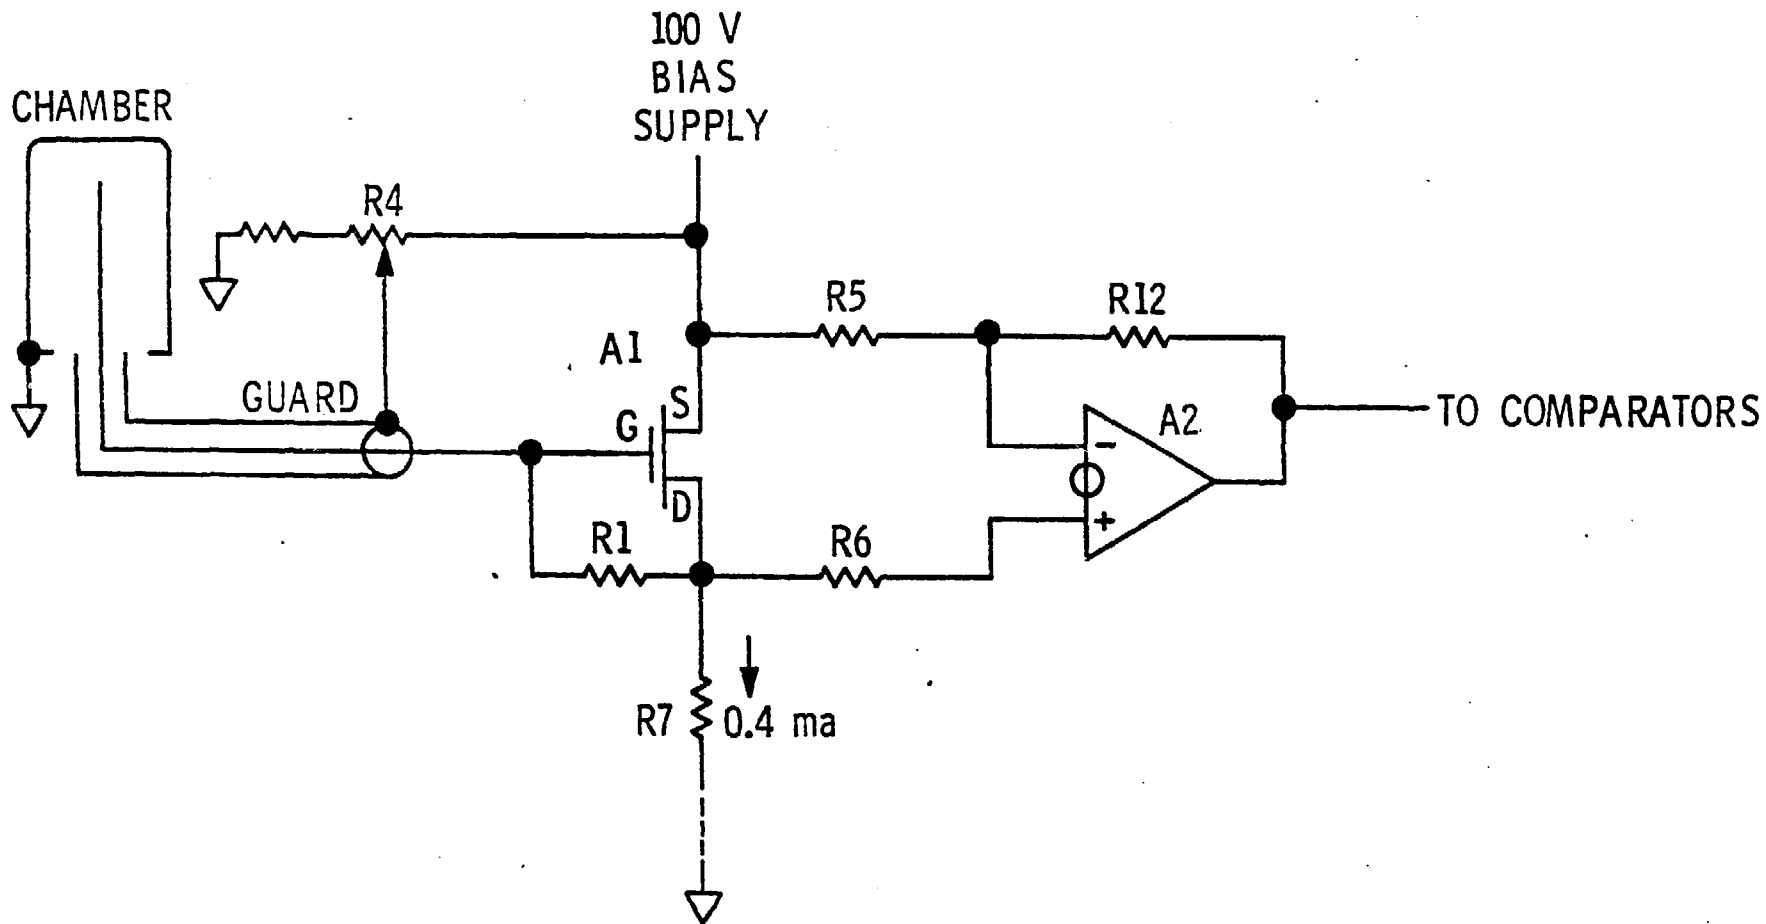 100 V
BIAS
SUPPLY
CHAMBER
R4
R5
R12
A1
GUARD
S
G
D
A2
-
+
TO COMPARATORS
R1
R6
R7
0.4 ma